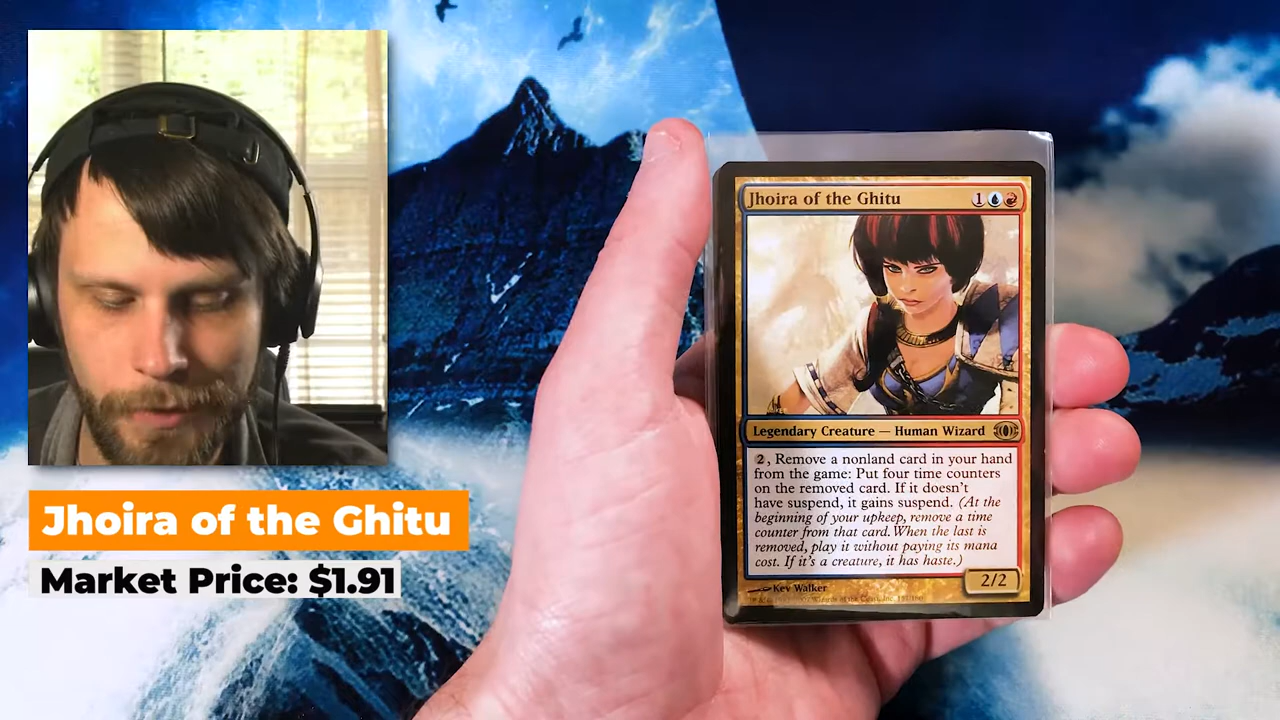 Jhoira of the Ghitu
Market Price: $1.91
Jhoira of the Ghitu 1
Legendary Creature — Human Wizard
2, Remove a nonland card in your hand
from the game: Put four time counters
on the removed card. If it doesn't
have suspend, it gains suspend. (At the
beginning of your upkeep, remove a time
counter from that card. When the last is
removed, play it without paying its mana
cost. If it's a creature, it has haste.)
2/2
Kev Walker